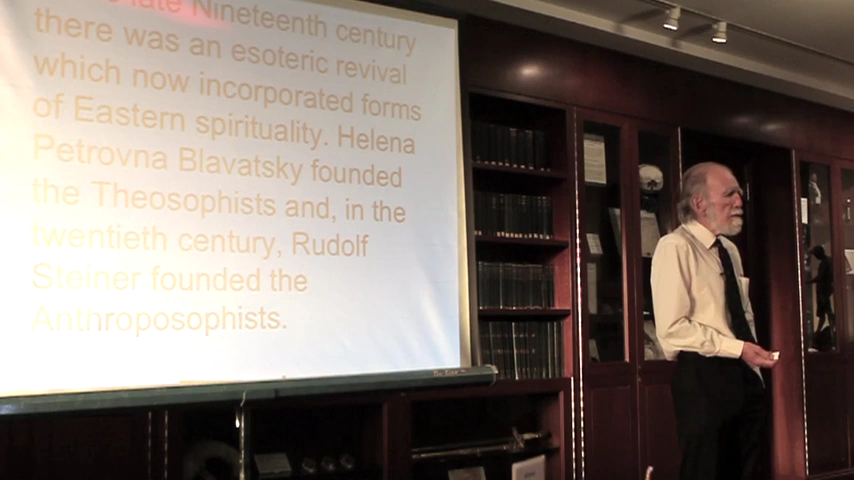 late Nineteenth century
there was an esoteric revival
which now incorporated forms
of Eastern spirituality. Helena
Petrovna Blavatsky founded
the Theosophists and, in the
twentieth century, Rudolf
Steiner founded the
Anthroposophists.